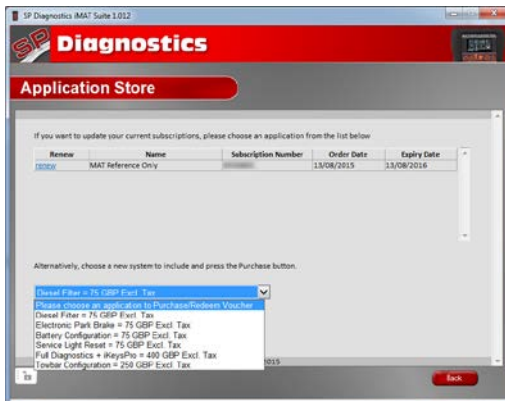 SP Diagnostics iMAT Suite 1.012
SP Diagnostics
Application Store
If you want to update your current subscriptions, please choose an application from the list below
Renew Name Subscription Number Order Date Expiry Date
renew MAT Reference Only 13/08/2015 13/08/2016
Alternatively, choose a new system to include and press the Purchase button.
Diesel Filter = 75 GBP Excl. Tax
Please choose an application to Purchase/Redeem Voucher
Diesel Filter = 75 GBP Excl. Tax
Electronic Park Brake = 75 GBP Excl. Tax
Battery Configuration = 75 GBP Excl. Tax
Service Light Reset = 75 GBP Excl. Tax
Full Diagnostics + iKeysPro = 400 GBP Excl. Tax
Towbar Configuration = 250 GBP Excl. Tax
2015
Back